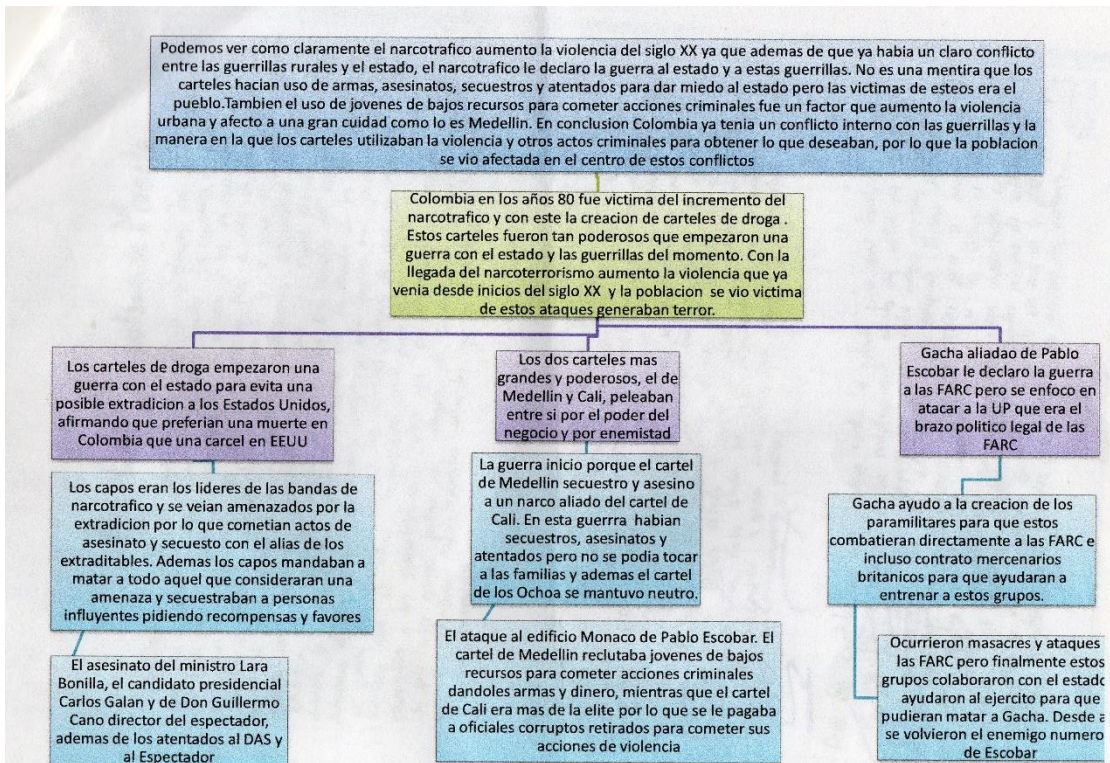 Podemos ver como claramente el narcotrafico aumento la violencia del siglo XX ya que ademas de que ya habia un claro conflicto
entre las guerrillas rurales y el estado, el narcotrafico le declaro la guerra al estado y a estas guerrillas. No es una mentira que los
carteles hacian uso de armas, asesinatos, secuestros y atentados para dar miedo al estado pero las victimas de esteos era el
pueblo.Tambien el uso de jovenes de bajos recursos para cometer acciones criminales fue un factor que aumento la violencia
urbana y afecto a una gran cuidad como lo es Medellin. En conclusion Colombia ya tenia un conflicto interno con las guerrillas y la
manera en la que los carteles utilizaban la violencia y otros actos criminales para obtener lo que deseaban, por lo que la poblacion
se vio afectada en el centro de estos conflictos
Colombia en los años 80 fue victima del incremento del
narcotrafico y con este la creacion de carteles de droga .
Estos carteles fueron tan poderosos que empezaron una
guerra con el estado y las guerrillas del momento. Con la
llegada del narcoterrorismo aumento la violencia que ya
venia desde inicios del siglo XX y la poblacion se vio victima
de estos ataques generaban terror.
Los carteles de droga empezaron una
guerra con el estado para evita una
posible extradicion a los Estados Unidos,
afirmando que preferian una muerte en
Colombia que una carcel en EEUU
Los capos eran los lideres de las bandas de
narcotrafico y se veian amenazados por la
extradicion por lo que cometian actos de
asesinato y secuesto con el alias de los
extraditables. Ademas los capos mandaban a
matar a todo aquel que consideraran una
amenaza y secuestraban a personas
influyentes pidiendo recompensas y favores
El asesinato del ministro Lara
Bonilla, el candidato presidencial
Carlos Galan y de Don Guillermo
Cano director del espectador,
ademas de los atentados al DAS y
al Espectador
Los dos carteles mas
grandes y poderosos, el de
Medellin y Cali, peleaban
entre si por el poder del
negocio y por enemistad
La guerra inicio porque el cartel
de Medellin secuestro y asesino
a un narco aliado del cartel de
Cali. En esta guerrra habian
secuestros, asesinatos y
atentados pero no se podia tocar
a las familias y ademas el cartel
de los Ochoa se mantuvo neutro.
El ataque al edificio Monaco de Pablo Escobar. El
cartel de Medellin reclutaba jovenes de bajos
recursos para cometer acciones criminales
dandoles armas y dinero, mientras que el cartel
de Cali era mas de la elite por lo que se le pagaba
a oficiales corruptos retirados para cometer sus
acciones de violencia
Gacha aliadao de Pablo
Escobar le declaro la guerra
a las FARC pero se enfoco en
atacar a la UP que era el
brazo politico legal de las
FARC
Gacha ayudo a la creacion de los
paramilitares para que estos
combatieran directamente a las FARC e
incluso contrato mercenarios
britanicos para que ayudaran a
entrenar a estos grupos.
Ocurrieron masacres y ataques
las FARC pero finalmente estos
grupos colaboraron con el estado
ayudaron al ejercito para que
pudieran matar a Gacha. Desde
se volvieron el enemigo numero
de Escobar